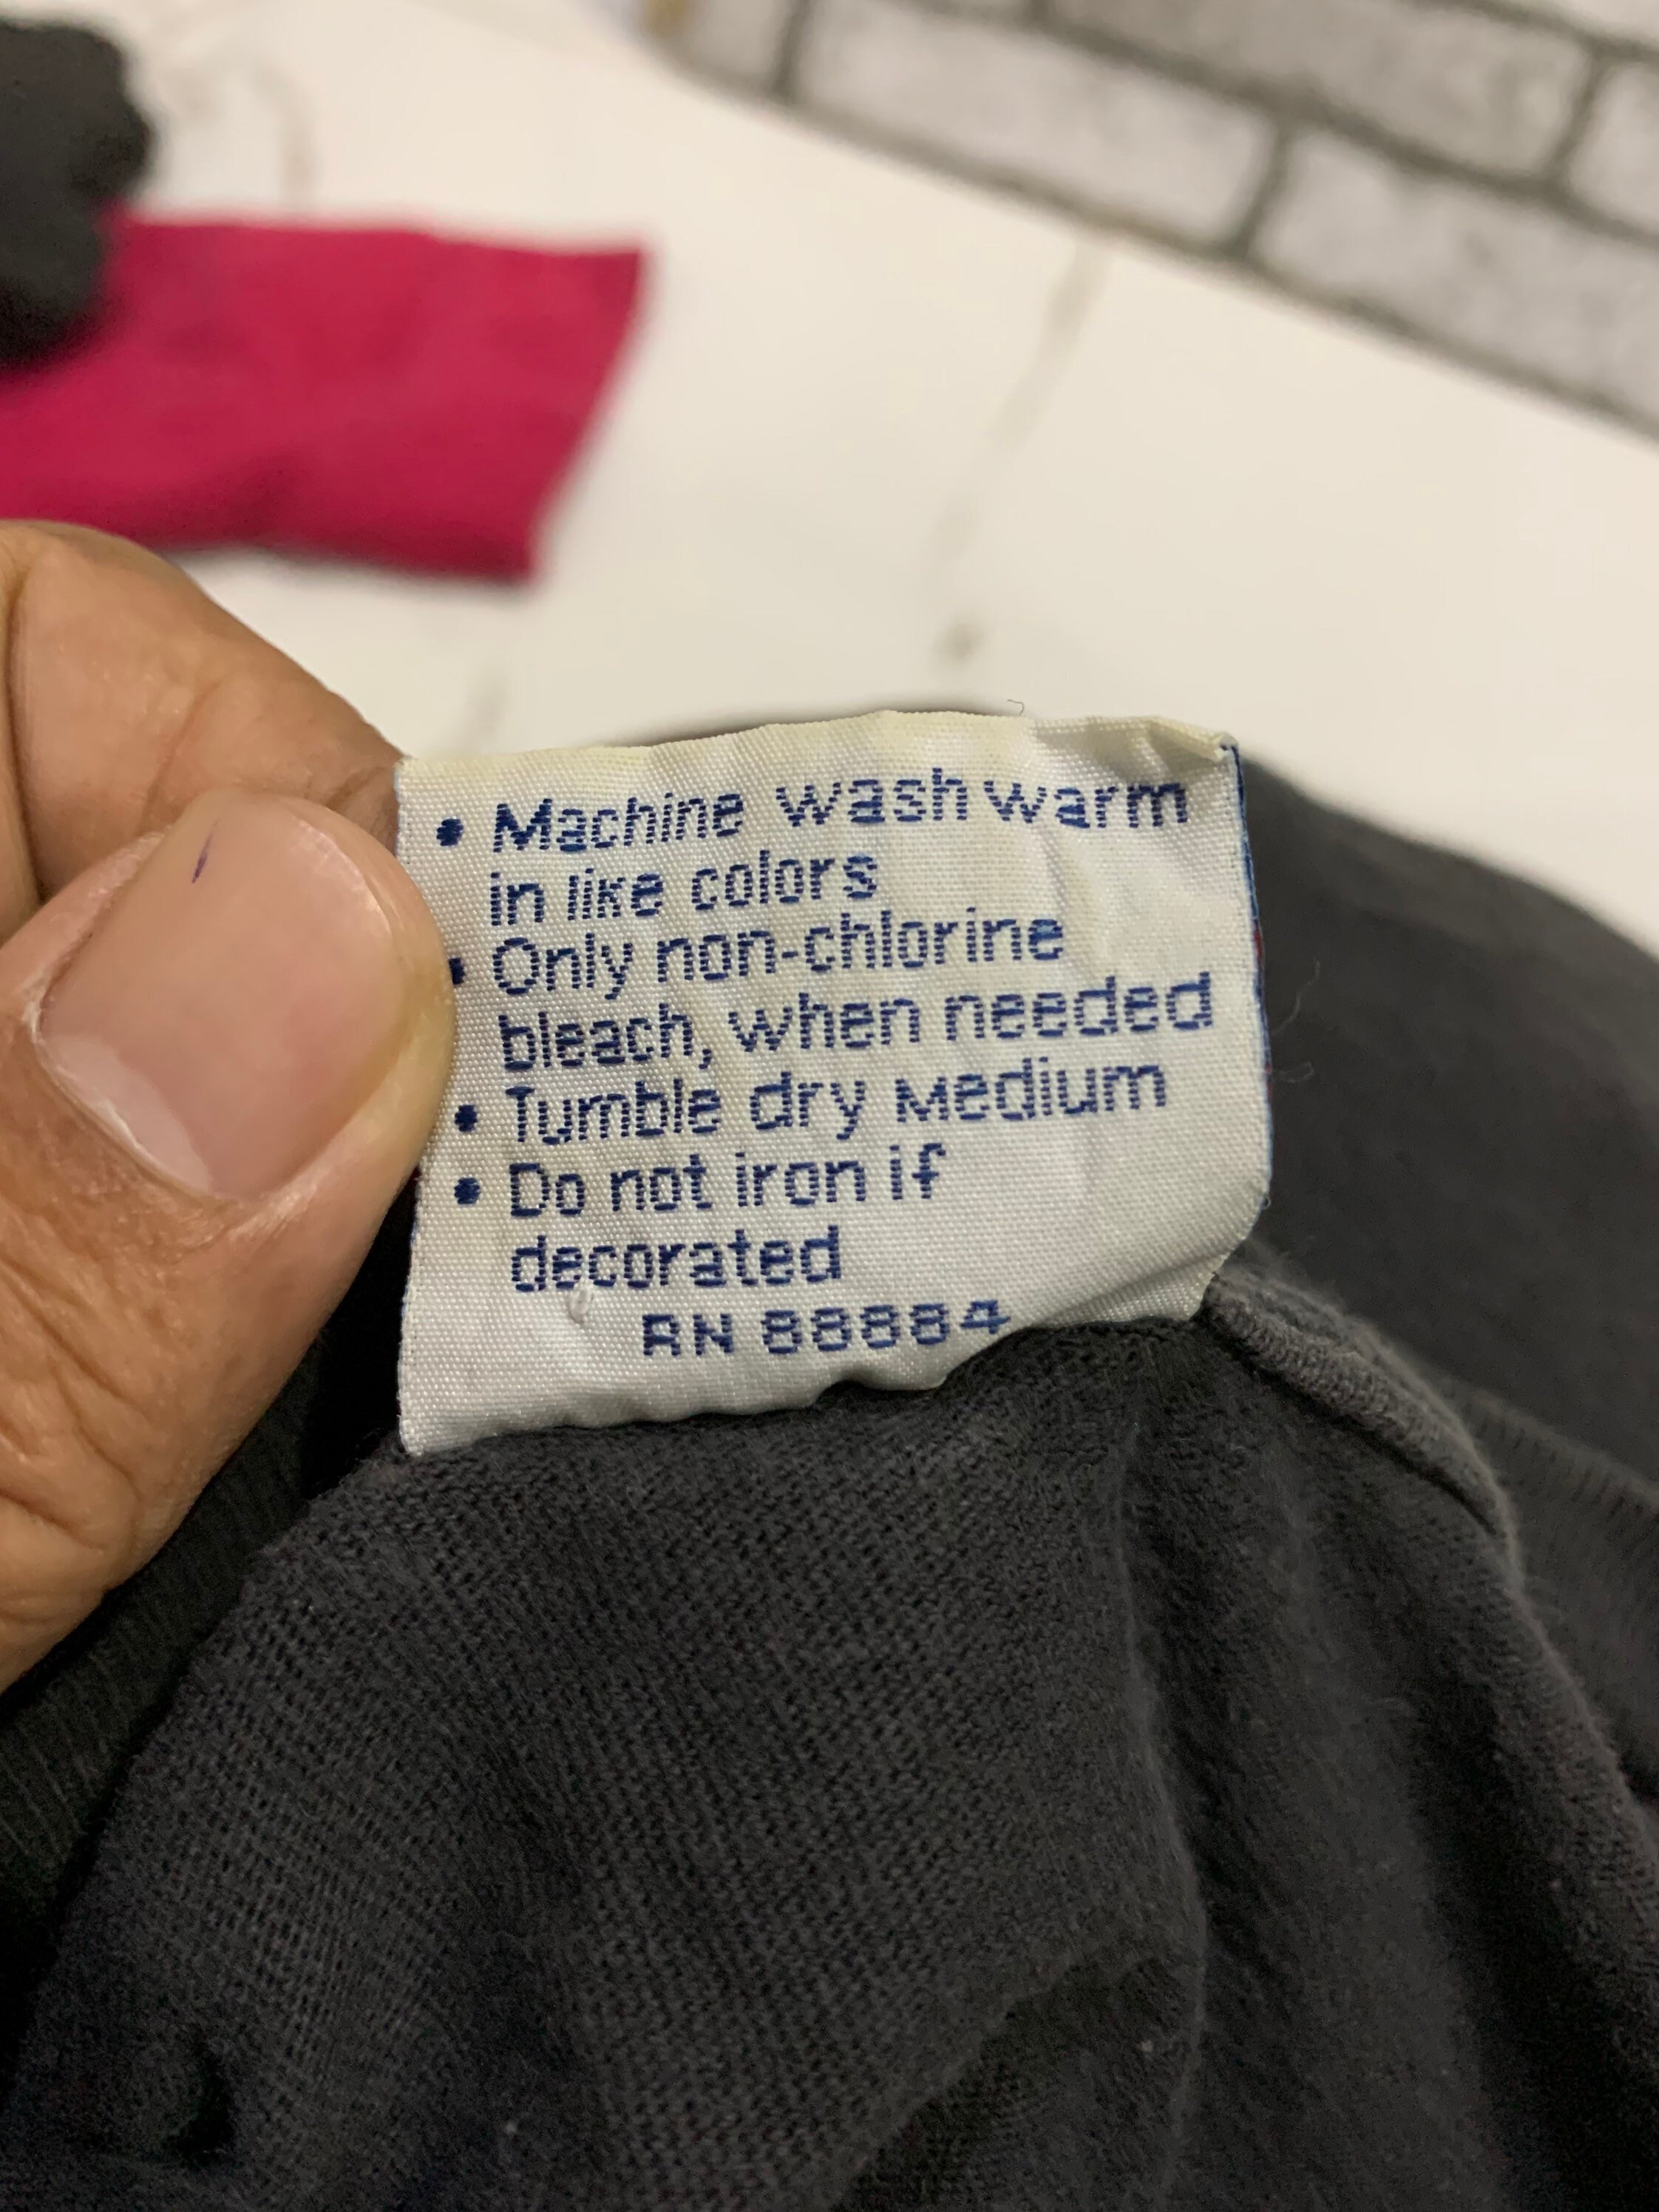 • Machine wash warm
in like colors
• Only non-chlorine
bleach, when needed
• Tumble dry Medium
• Do not iron if
decorated
RN 88884